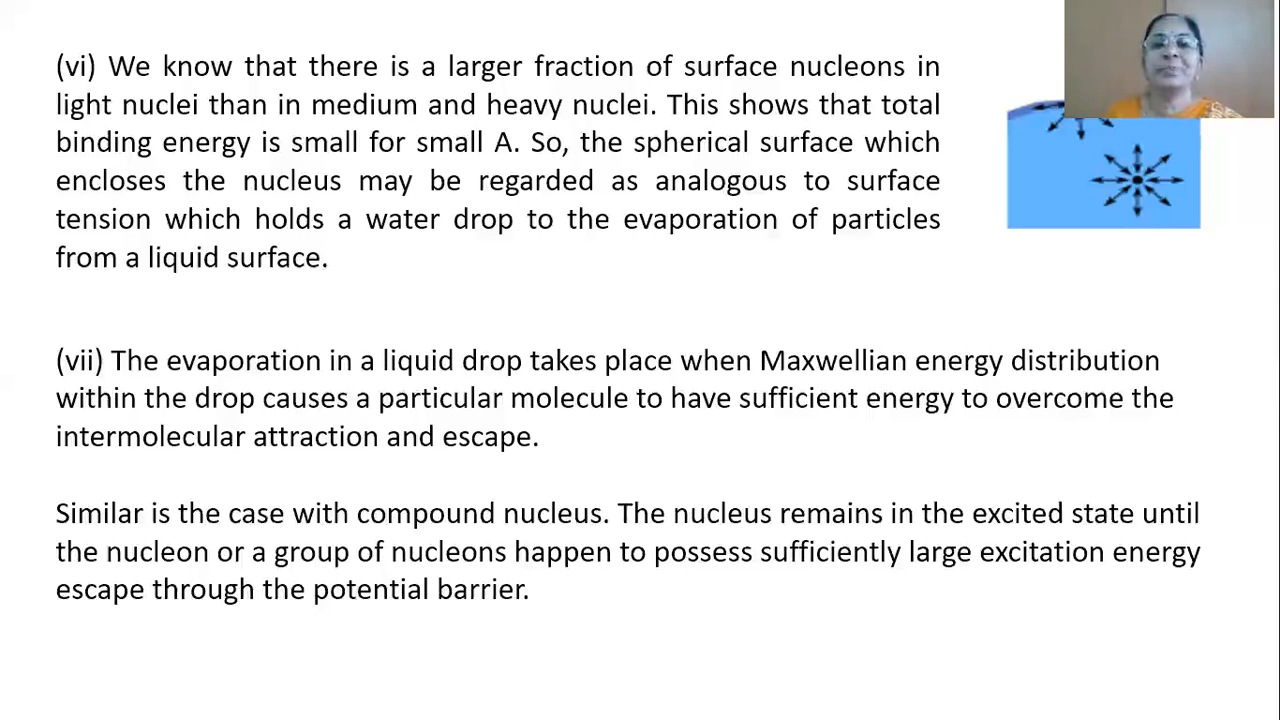 (vi) We know that there is a larger fraction of surface nucleons in
light nuclei than in medium and heavy nuclei. This shows that total
binding energy is small for small A. So, the spherical surface which
encloses the nucleus may be regarded as analogous to surface
tension which holds a water drop to the evaporation of particles
from a liquid surface.
(vii) The evaporation in a liquid drop takes place when Maxwellian energy distribution
within the drop causes a particular molecule to have sufficient energy to overcome the
intermolecular attraction and escape.
Similar is the case with compound nucleus. The nucleus remains in the excited state until
the nucleon or a group of nucleons happen to possess sufficiently large excitation energy
escape through the potential barrier.